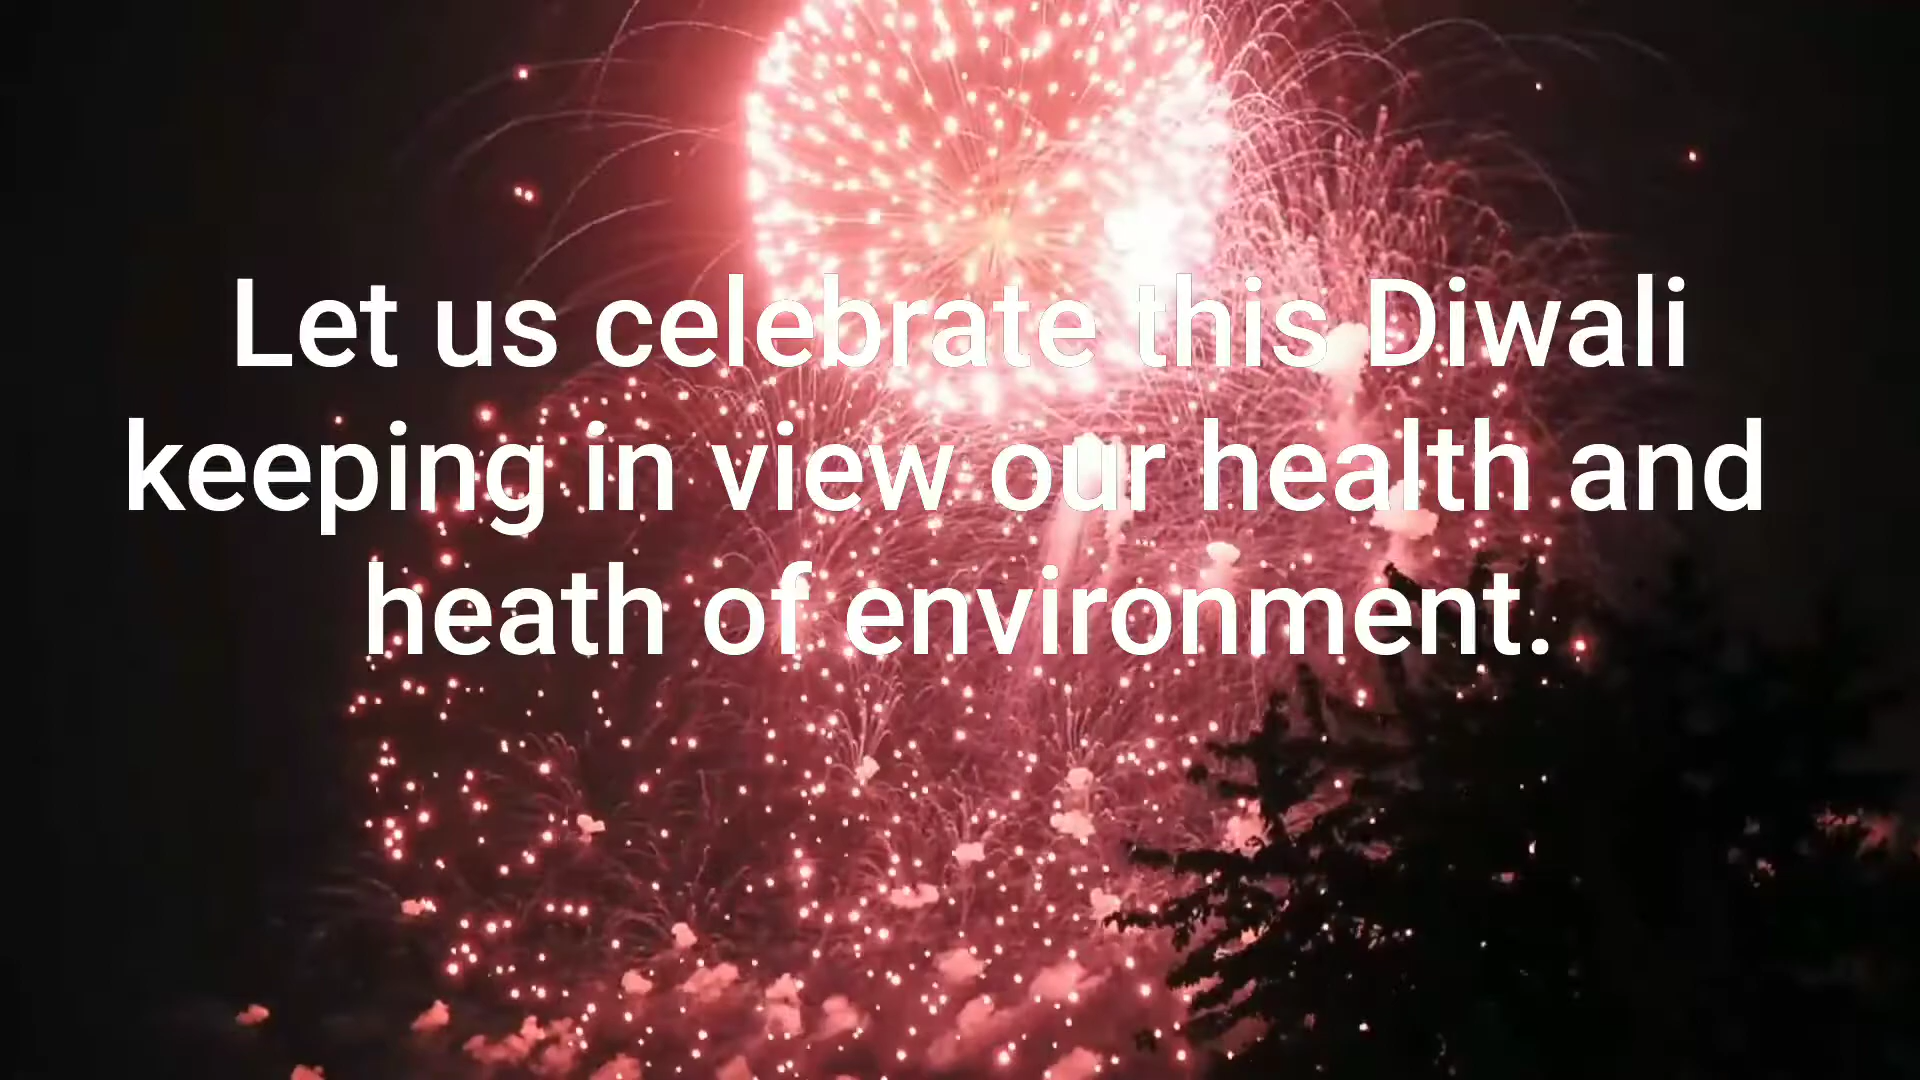 Let us celebrate this Diwali
keeping in view our health and
heath of environment.